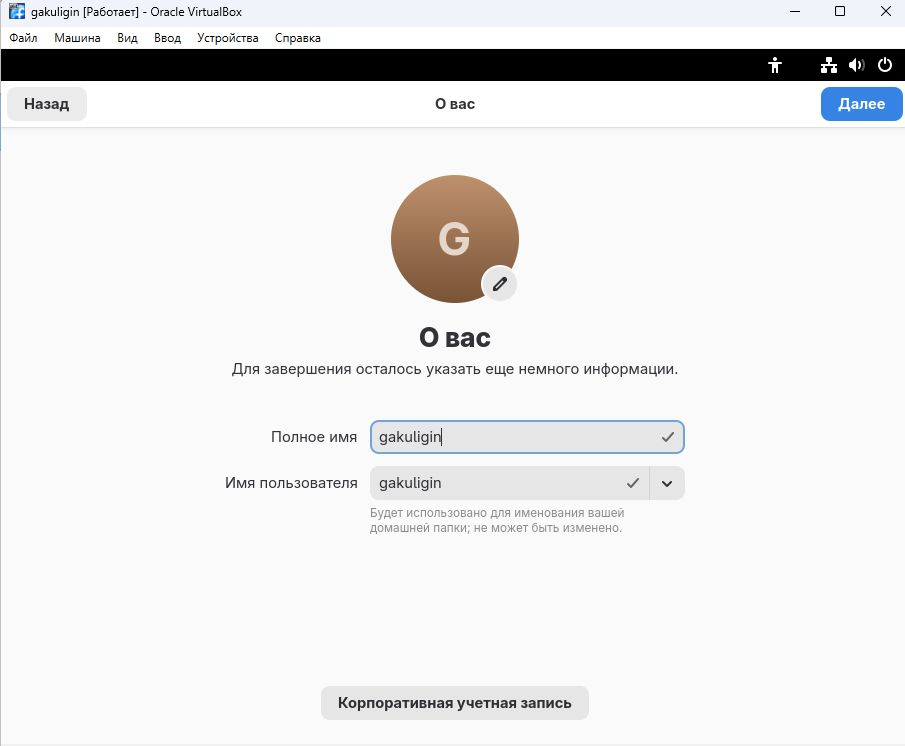 gakuligin [Работает] - Oracle VirtualBox
Файл Машина Вид Ввод Устройства Справка
Назад О вас Далее
G
О вас
Для завершения осталось указать еще немного информации.
Полное имя gakuligin
Имя пользователя gakuligin
Будет использовано для именования вашей
домашней папки; не может быть изменено.
Корпоративная учетная запись